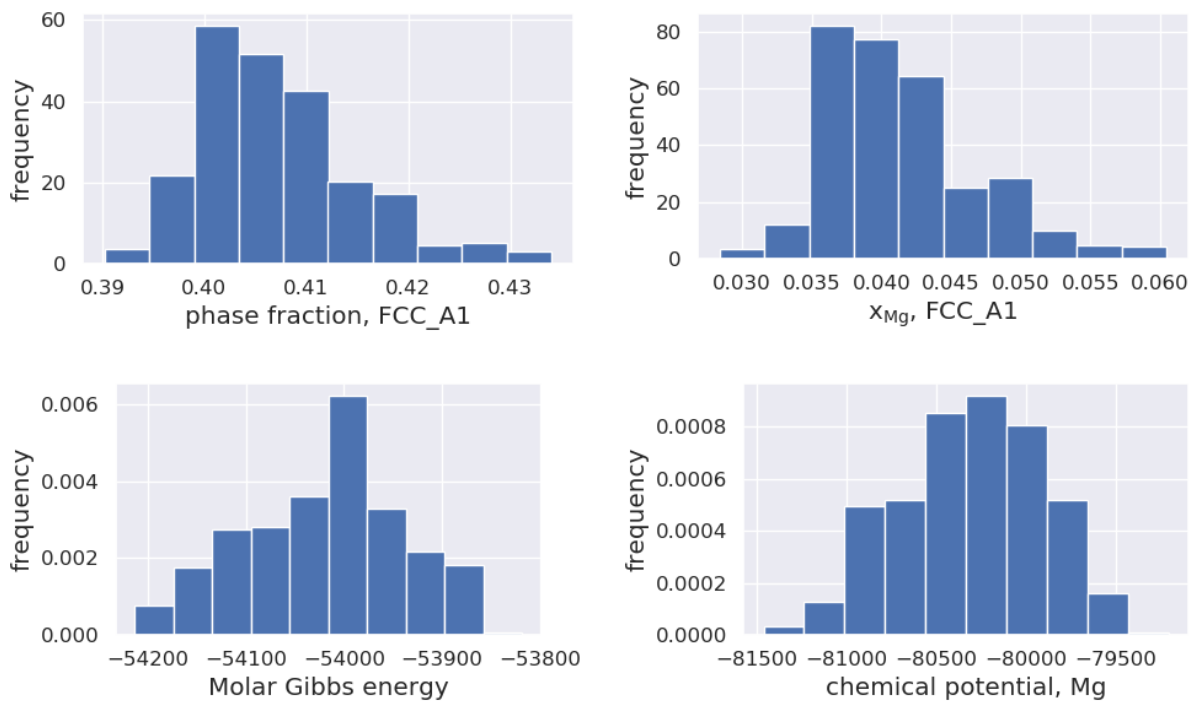 60
40
20
0
frequency
0.39 0.40 0.41 0.42 0.43
phase fraction, FCC_A1
80
60
40
20
0
frequency
0.030 0.035 0.040 0.045 0.050 0.055 0.060
xMg, FCC_A1
0.006
0.004
0.002
0.000
frequency
−54200 −54100 −54000 −53900 −53800
Molar Gibbs energy
0.0008
0.0006
0.0004
0.0002
0.0000
frequency
−81500 −81000 −80500 −80000 −79500
chemical potential, Mg